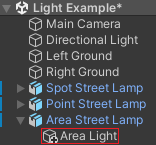 Light Example*
Main Camera
Directional Light
Left Ground
Right Ground
Spot Street Lamp
Point Street Lamp
Area Street Lamp
Area Light